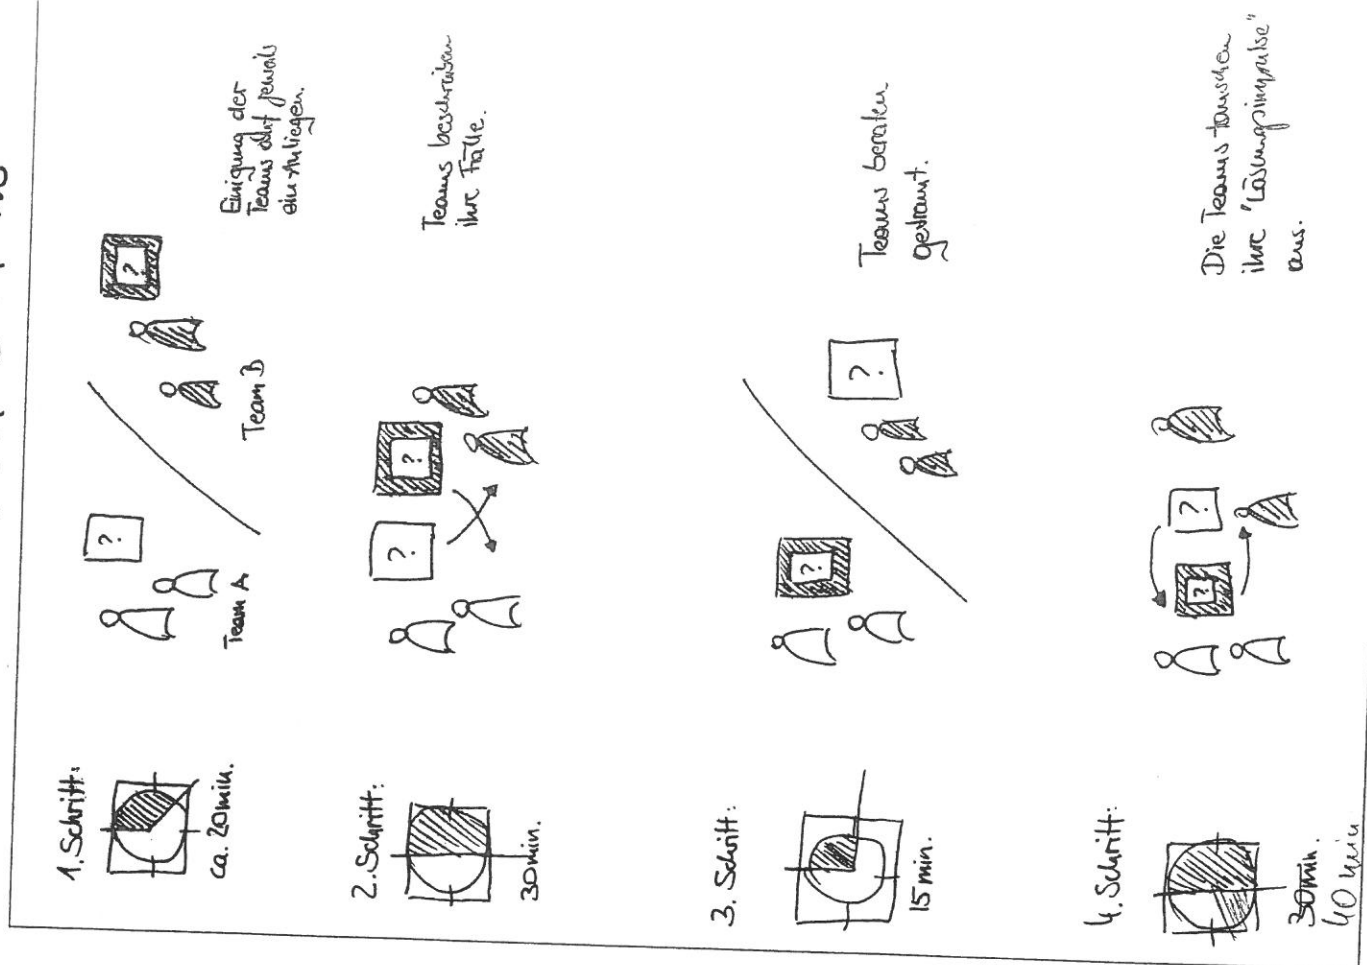 1. Schritt:
ca. 20 min.
?
Team A
?
Team B
Einigung der
Teams auf jeweils
ein Anliegen.
2. Schritt:
30 min.
?
?
Teams beschreiben
ihre Fälle.
3. Schritt:
15 min.
?
?
Teams beraten
getrennt.
4. Schritt:
30 min.
40 min
?
?
Die Teams tauschen
ihre "Lösungsimpulse"
aus.